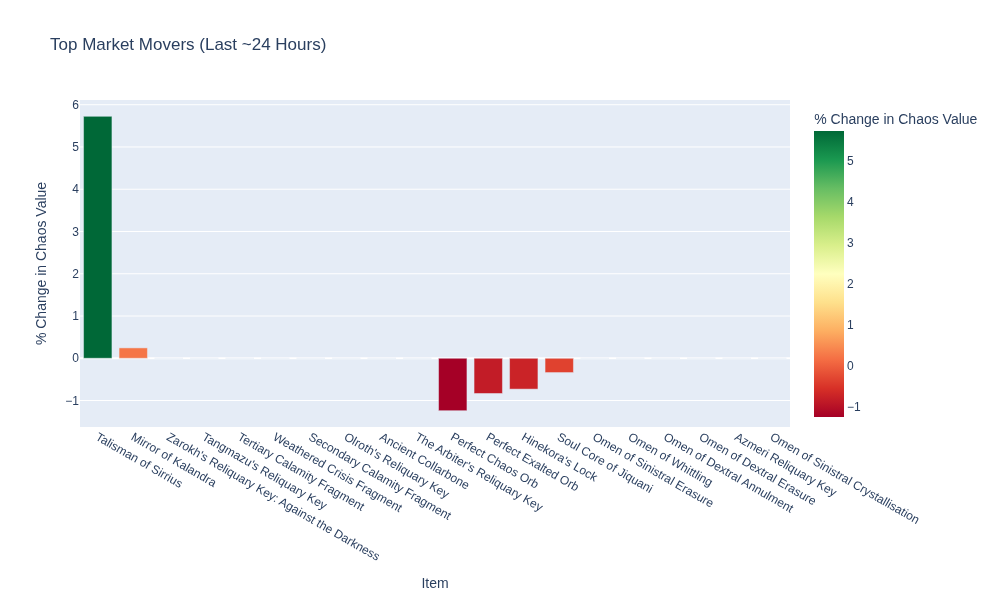 Top Market Movers (Last ~24 Hours)
% Change in Chaos Value
6
5
4
3
2
1
0
−1
Talisman of Sirrius
Mirror of Kalandra
Zarokh's Reliquary Key: Against the Darkness
Tangmazu's Reliquary Key
Tertiary Calamity Fragment
Weathered Crisis Fragment
Secondary Calamity Fragment
Olroth's Reliquary Key
Ancient Collarbone
The Arbiter's Reliquary Key
Perfect Chaos Orb
Perfect Exalted Orb
Hinekora's Lock
Soul Core of Jiquani
Omen of Sinistral Erasure
Omen of Whittling
Omen of Dextral Annulment
Omen of Dextral Erasure
Azmeri Reliquary Key
Omen of Sinistral Crystallisation
Item
% Change in Chaos Value
5
4
3
2
1
0
−1